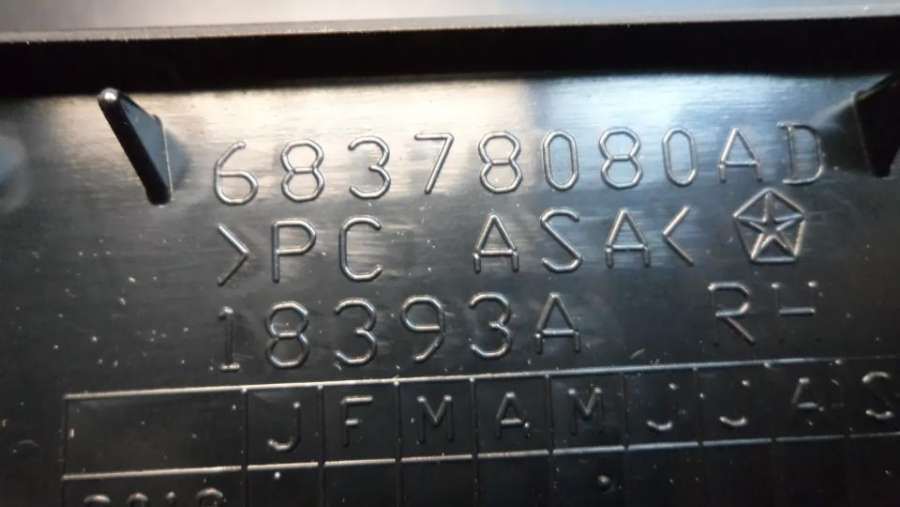 68378080AD
>PC ASA<
18393A RH
J F M A M J J A S